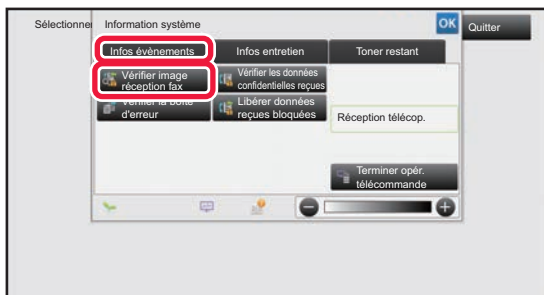 Sélectionne
Information système
OK
Quitter
Infos évènements
Infos entretien
Toner restant
Vérifier image
réception fax
Vérifier les données
confidentielles reçues
Vérifier la boîte
d'erreur
Libérer données
reçues bloquées
Réception télécop.
Terminer opér.
télécommande